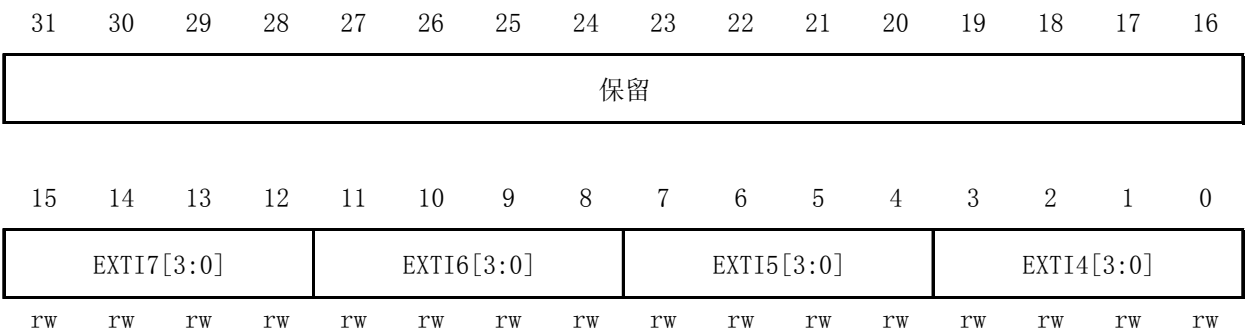 31 30 29 28 27 26 25 24 23 22 21 20 19 18 17 16
保留
15 14 13 12 11 10 9 8 7 6 5 4 3 2 1 0
EXTI7[3:0] EXTI6[3:0] EXTI5[3:0] EXTI4[3:0]
rw rw rw rw rw rw rw rw rw rw rw rw rw rw rw rw